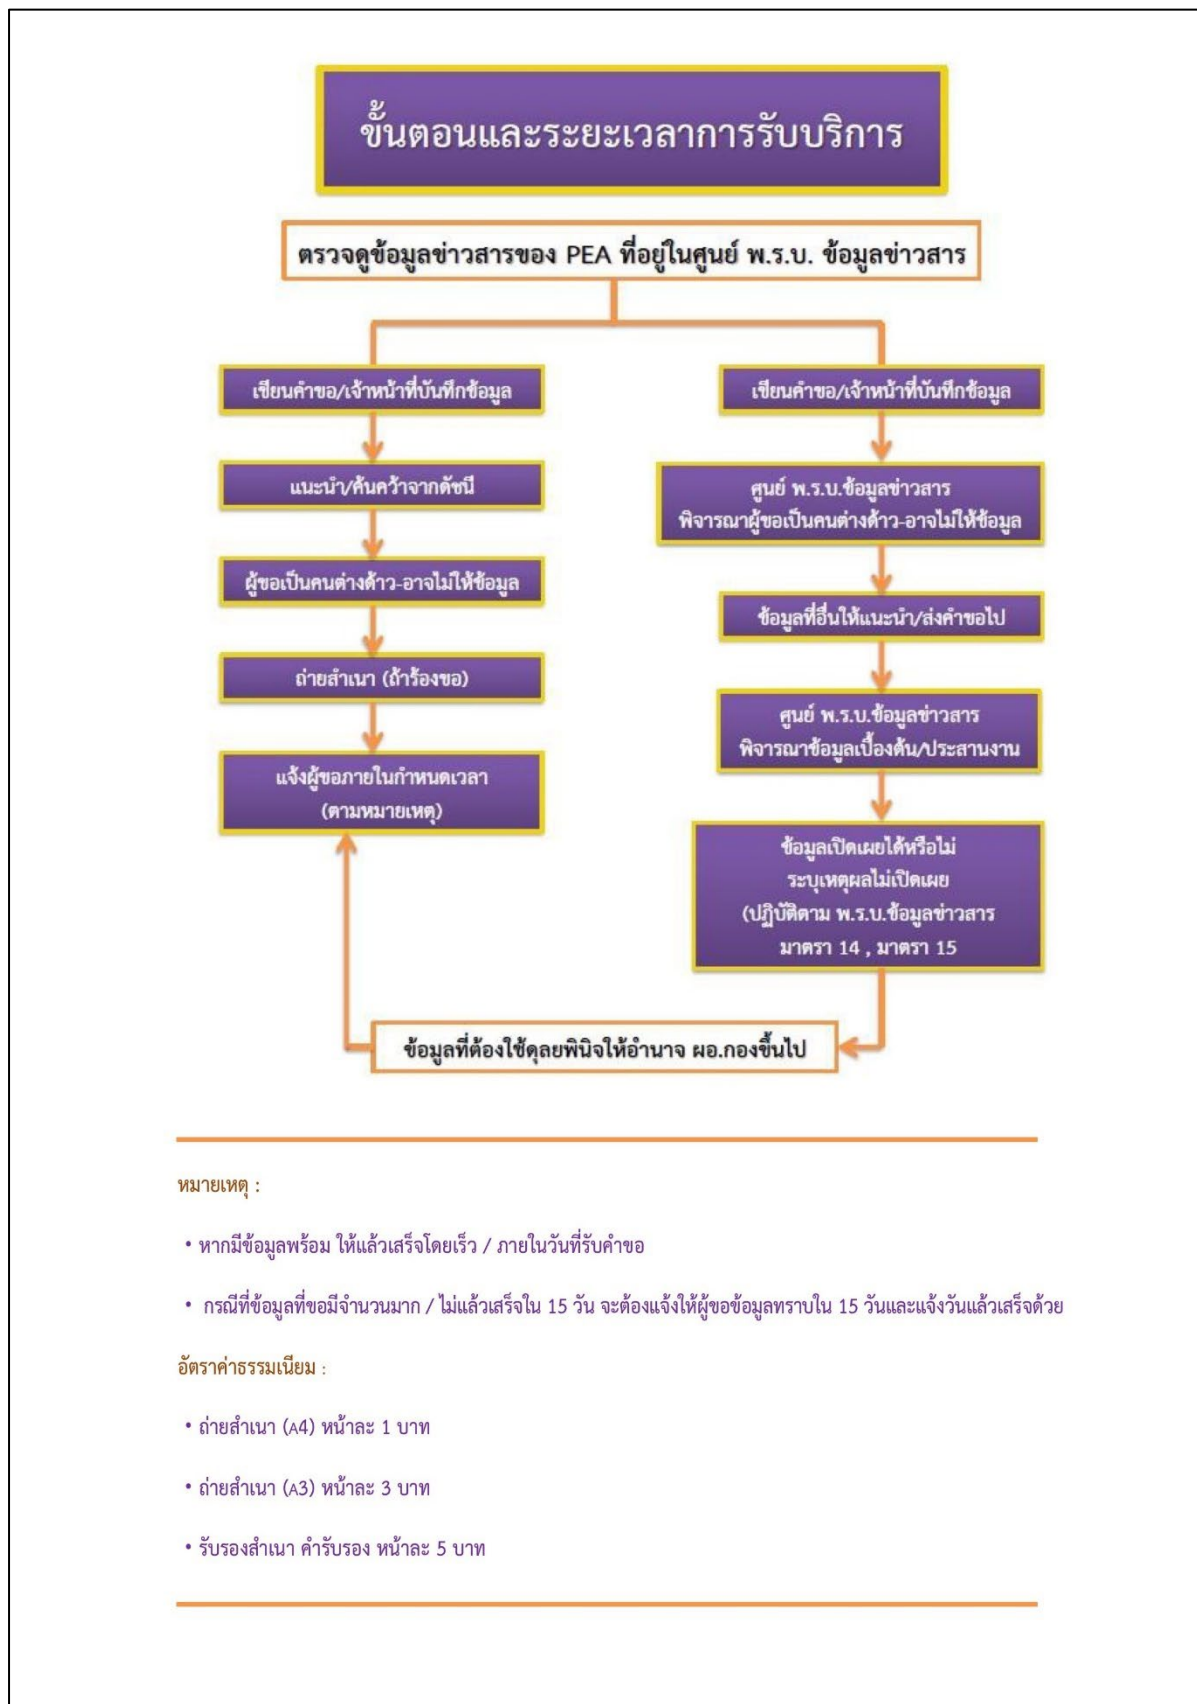 ขั้นตอนและระยะเวลาการรับบริการ
ตรวจดูข้อมูลข่าวสารของ PEA ที่อยู่ในศูนย์ พ.ร.บ. ข้อมูลข่าวสาร
เขียนคำขอ/เจ้าหน้าที่บันทึกข้อมูล
แนะนำ/ค้นคว้าจากดัชนี
ผู้ขอเป็นคนต่างด้าว-อาจไม่ให้ข้อมูล
ถ่ายสำเนา (ถ้าร้องขอ)
แจ้งผู้ขอภายในกำหนดเวลา
(ตามหมายเหตุ)
เขียนคำขอ/เจ้าหน้าที่บันทึกข้อมูล
ศูนย์ พ.ร.บ.ข้อมูลข่าวสาร
พิจารณาผู้ขอเป็นคนต่างด้าว-อาจไม่ให้ข้อมูล
ข้อมูลที่อื่นให้แนะนำ/ส่งคำขอไป
ศูนย์ พ.ร.บ.ข้อมูลข่าวสาร
พิจารณาข้อมูลเบื้องต้น/ประสานงาน
ข้อมูลเปิดเผยได้หรือไม่
ระบุเหตุผลไม่เปิดเผย
(ปฏิบัติตาม พ.ร.บ.ข้อมูลข่าวสาร
มาตรา 14 , มาตรา 15
ข้อมูลที่ต้องใช้ดุลยพินิจให้อำนาจ ผอ.กองขึ้นไป
หมายเหตุ :
• หากมีข้อมูลพร้อม ให้แล้วเสร็จโดยเร็ว / ภายในวันที่รับคำขอ
• กรณีที่ข้อมูลที่ขอมีจำนวนมาก / ไม่แล้วเสร็จใน 15 วัน จะต้องแจ้งให้ผู้ขอข้อมูลทราบใน 15 วันและแจ้งวันแล้วเสร็จด้วย
อัตราค่าธรรมเนียม :
• ถ่ายสำเนา (A4) หน้าละ 1 บาท
• ถ่ายสำเนา (A3) หน้าละ 3 บาท
• รับรองสำเนา คำรับรอง หน้าละ 5 บาท